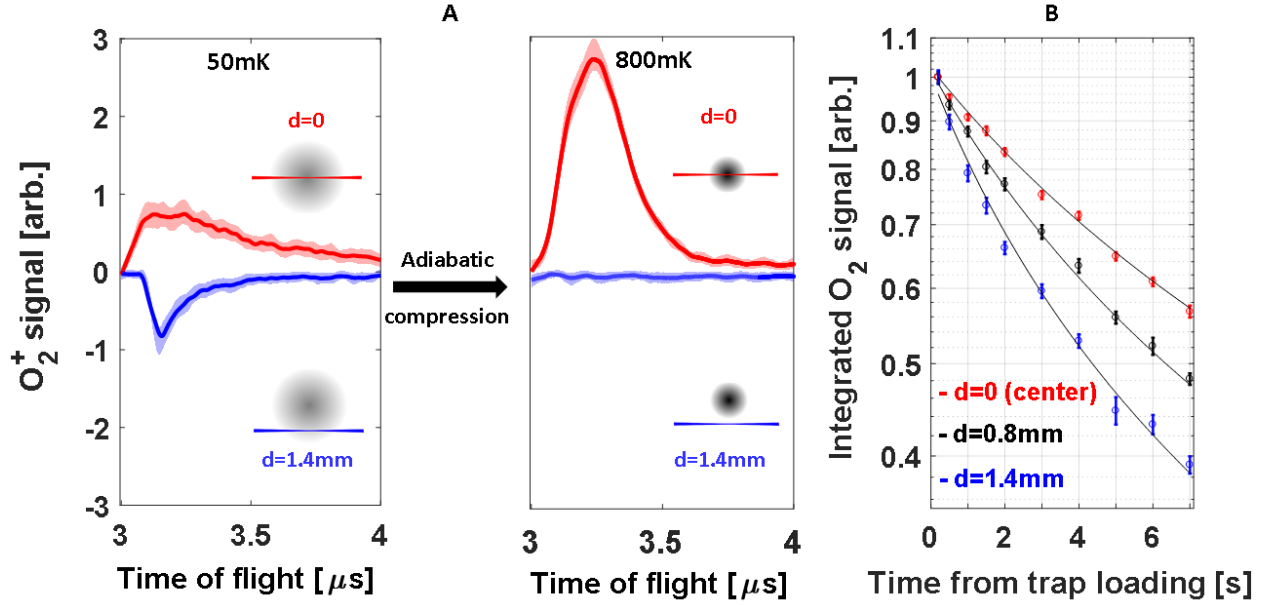 A
B
3
2
1
0
-1
-2
-3
O₂⁺ signal [arb.]
50mK
d=0
d=1.4mm
3
3.5
4
Time of flight [μs]
Adiabatic
compression
800mK
d=0
d=1.4mm
3
3.5
4
Time of flight [μs]
1.1
1
0.9
0.8
0.7
0.6
0.5
0.4
Integrated O₂ signal [arb.]
- d=0 (center)
- d=0.8mm
- d=1.4mm
0
2
4
6
Time from trap loading [s]